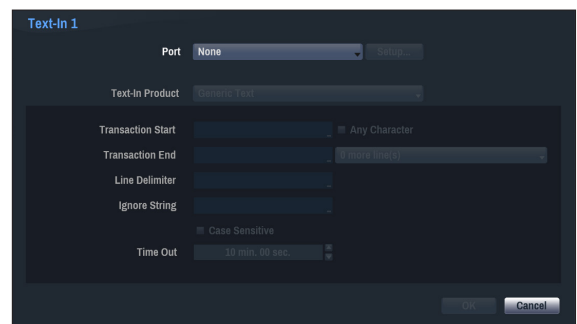 Text-In 1
Port None Setup...
Text-In Product Generic Text
Transaction Start Any Character
Transaction End 0 more line(s)
Line Delimiter
Ignore String
Case Sensitive
Time Out 10 min. 00 sec.
OK Cancel